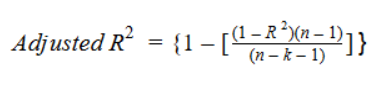 Adjusted R² = {1 – [(1 – R²)(n – 1) / (n – k – 1)]}